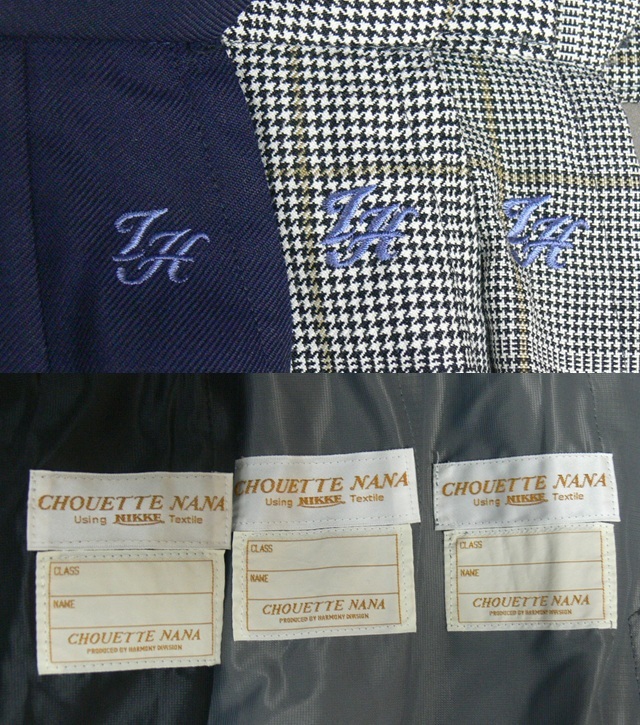 IH
IH
IH
CHOUETTE NANA
Using NIKKE Textile
CLASS
NAME
CHOUETTE NANA
PRODUCED BY HARMONY DIVISION
CHOUETTE NANA
Using NIKKE Textile
CLASS
NAME
CHOUETTE NANA
PRODUCED BY HARMONY DIVISION
CHOUETTE NANA
Using NIKKE Textile
CLASS
NAME
CHOUETTE NANA
PRODUCED BY HARMONY DIVISION